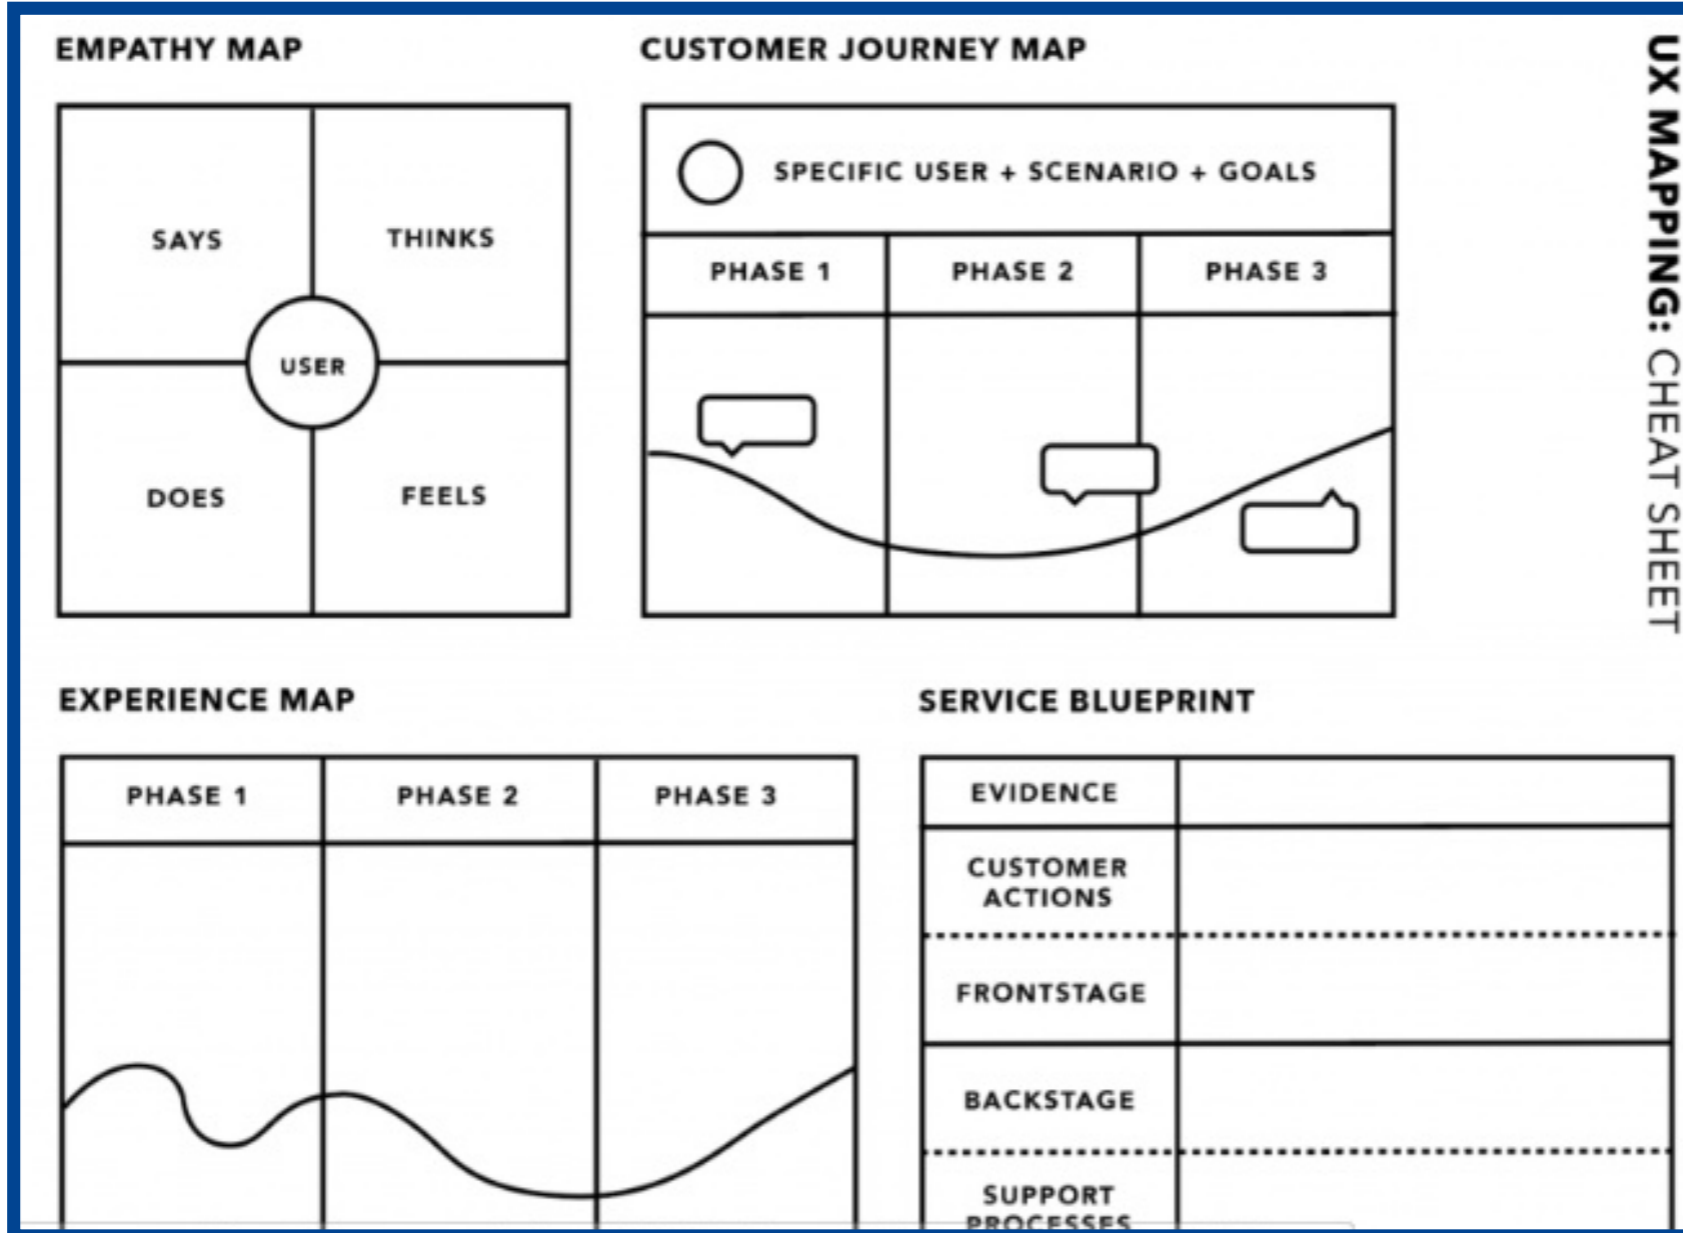 EMPATHY MAP
SAYS
THINKS
USER
DOES
FEELS
CUSTOMER JOURNEY MAP
SPECIFIC USER + SCENARIO + GOALS
PHASE 1
PHASE 2
PHASE 3
UX MAPPING: CHEAT SHEET
EXPERIENCE MAP
PHASE 1
PHASE 2
PHASE 3
SERVICE BLUEPRINT
EVIDENCE
CUSTOMER
ACTIONS
FRONTSTAGE
BACKSTAGE
SUPPORT
PROCESSES